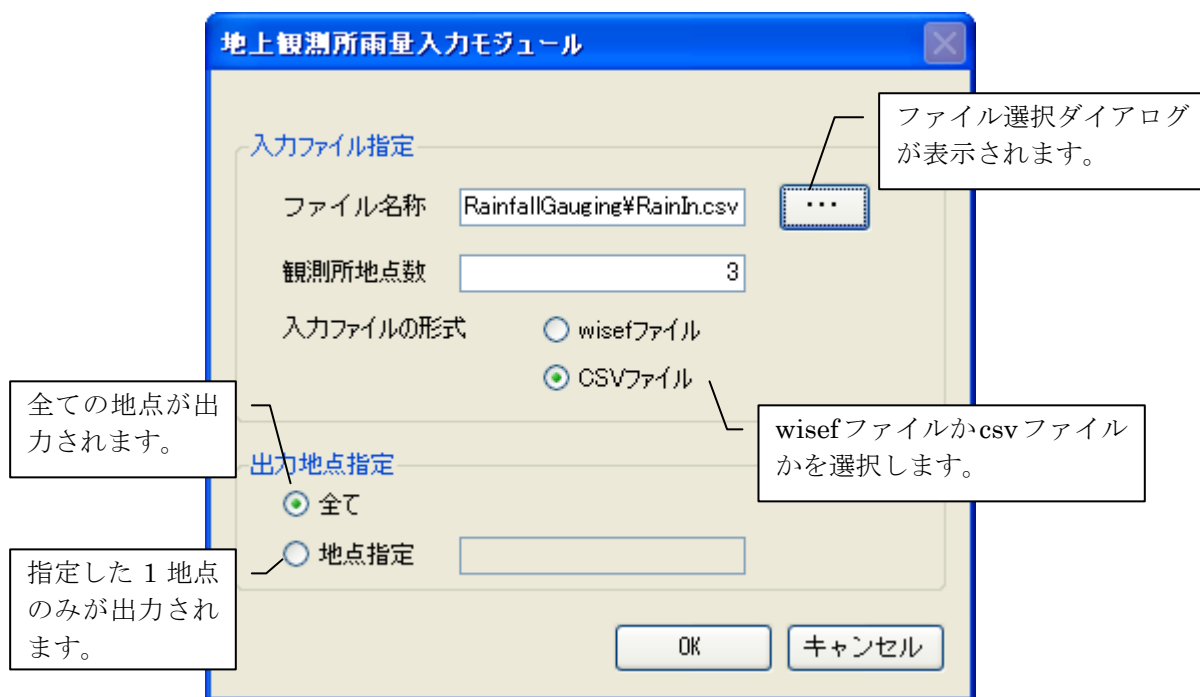 地上観測所雨量入力モジュール
ファイル選択ダイアログ
が表示されます。
入力ファイル指定
ファイル名称 RainfallGauging¥RainIn.csv ...
観測所地点数 3
入力ファイルの形式 wisefファイル
CSVファイル
全ての地点が出
力されます。
wisefファイルかcsvファイル
かを選択します。
出力地点指定
全て
地点指定
指定した 1 地点
のみが出力され
ます。
OK キャンセル